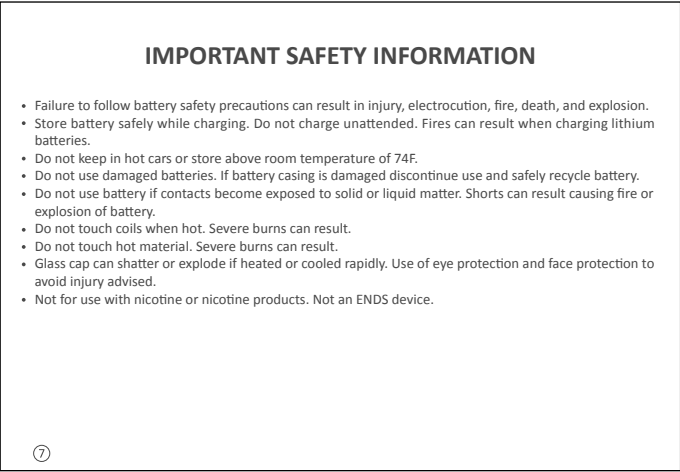 IMPORTANT SAFETY INFORMATION
• Failure to follow battery safety precautions can result in injury, electrocution, fire, death, and explosion.
• Store battery safely while charging. Do not charge unattended. Fires can result when charging lithium
batteries.
• Do not keep in hot cars or store above room temperature of 74F.
• Do not use damaged batteries. If battery casing is damaged discontinue use and safely recycle battery.
• Do not use battery if contacts become exposed to solid or liquid matter. Shorts can result causing fire or
explosion of battery.
• Do not touch coils when hot. Severe burns can result.
• Do not touch hot material. Severe burns can result.
• Glass cap can shatter or explode if heated or cooled rapidly. Use of eye protection and face protection to
avoid injury advised.
• Not for use with nicotine or nicotine products. Not an ENDS device.
7